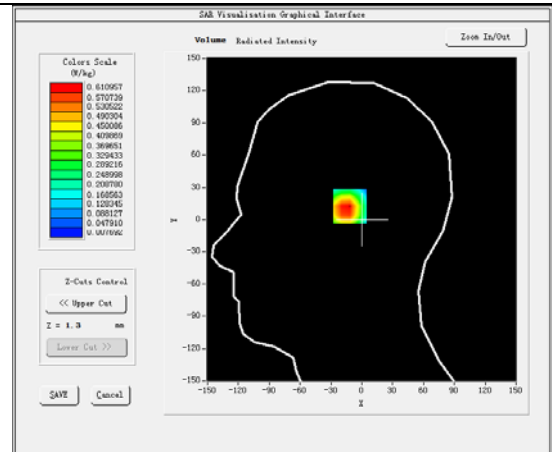 SAR Visualisation Graphical Interface
Volume Radiated Intensity
Zoom In/Out
Colors Scale
(W/kg)
0.610957
0.570739
0.530522
0.490304
0.450086
0.409869
0.369651
0.329433
0.289216
0.248998
0.208780
0.168563
0.128345
0.088127
0.047910
0.007692
Z-Cuts Control
<< Upper Cut
Z = 1.3 mm
Lower Cut >>
SAVE
Cancel
150
120
90
60
30
0
-30
-60
-90
-120
-150
Y
-150 -120 -90 -60 -30 0 30 60 90 120 150
X